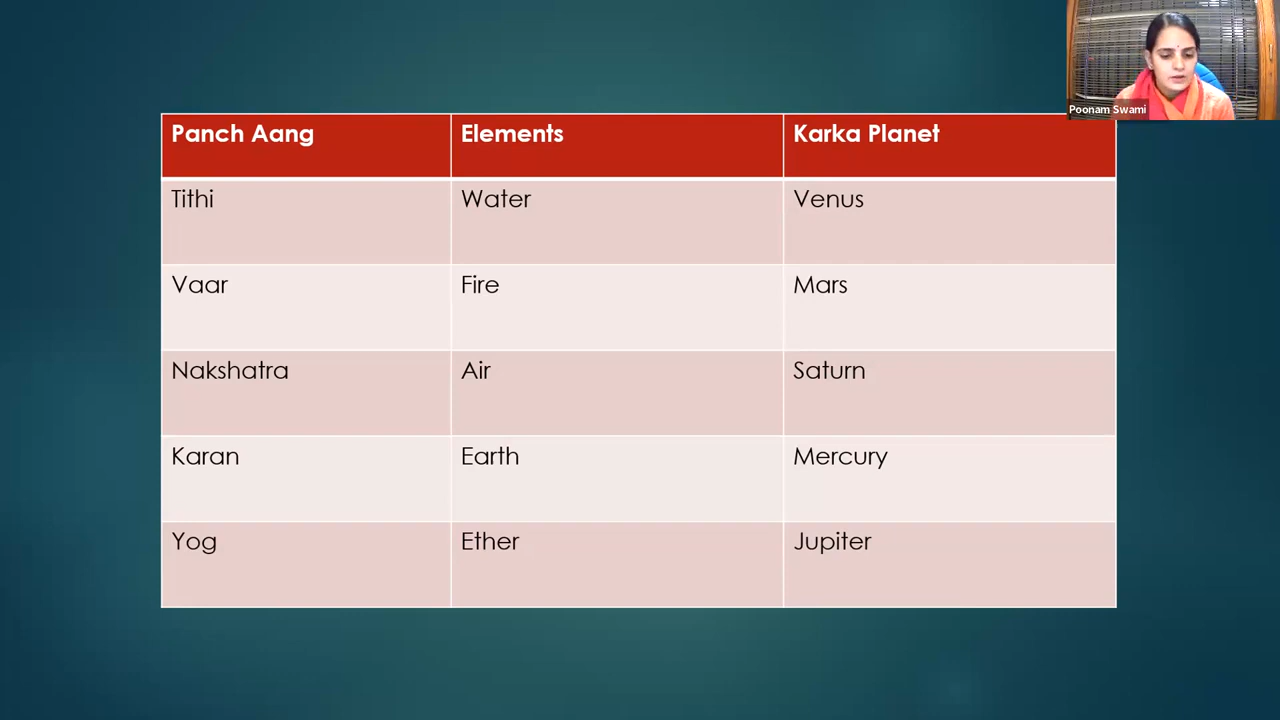 Poonam Swami
Panch Aang Elements Karka Planet
Tithi Water Venus
Vaar Fire Mars
Nakshatra Air Saturn
Karan Earth Mercury
Yog Ether Jupiter